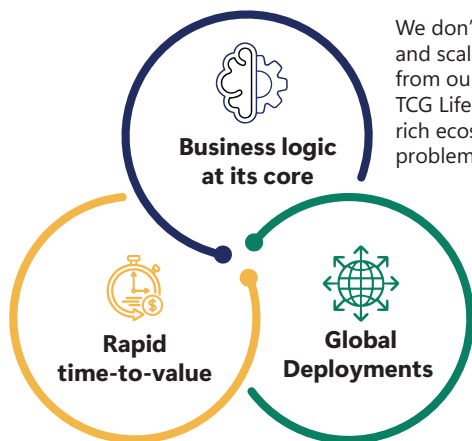 We don’
and scal
from ou
TCG Life
rich ecos
problem
Business logic
at its core
Rapid
time-to-value
$
Global
Deployments